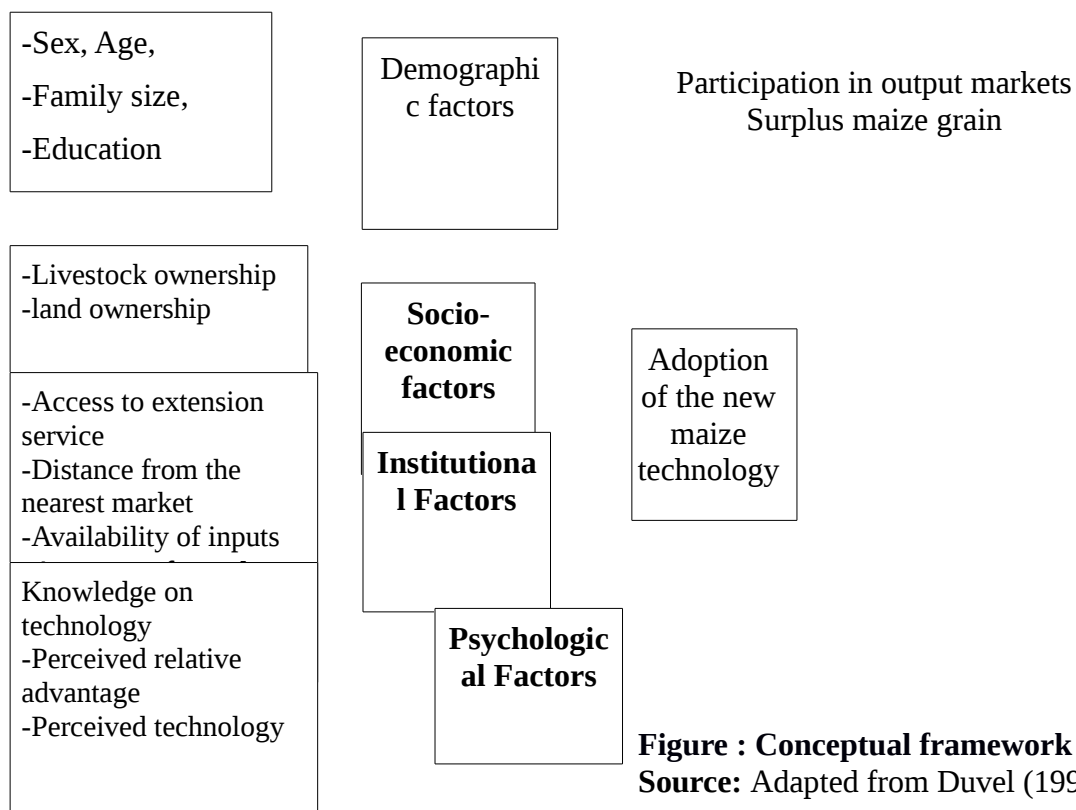 -Sex, Age,
-Family size,
-Education
Demographi
c factors
Participation in output markets
Surplus maize grain
-Livestock ownership
-land ownership
Socio-
economic
factors
Adoption
of the new
maize
technology
-Access to extension
service
-Distance from the
nearest market
-Availability of inputs
Institutiona
l Factors
Knowledge on
technology
-Perceived relative
advantage
-Perceived technology
Psychologic
al Factors
Figure : Conceptual framework
Source: Adapted from Duvel (199